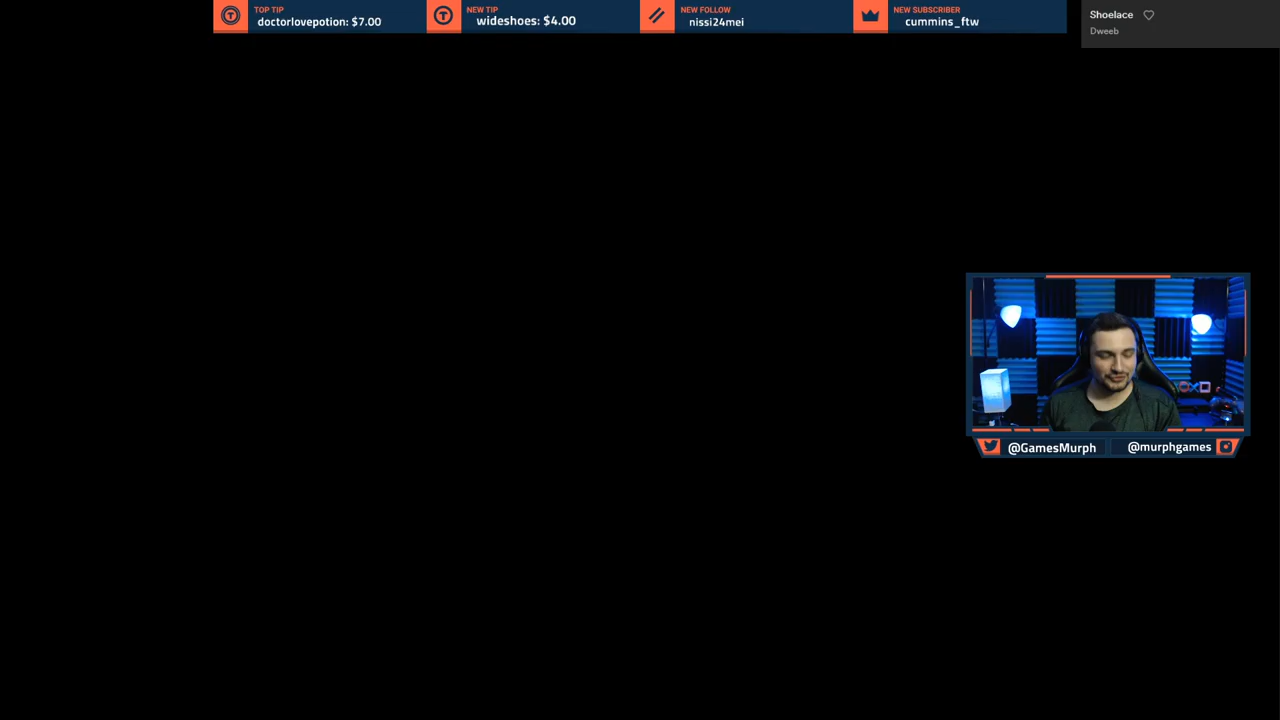 TOP TIP
doctorlovepotion: $7.00
NEW TIP
wideshoes: $4.00
NEW FOLLOW
nissi24mei
NEW SUBSCRIBER
cummins_ftw
Shoelace
Dweeb
@GamesMurph
@murphgames